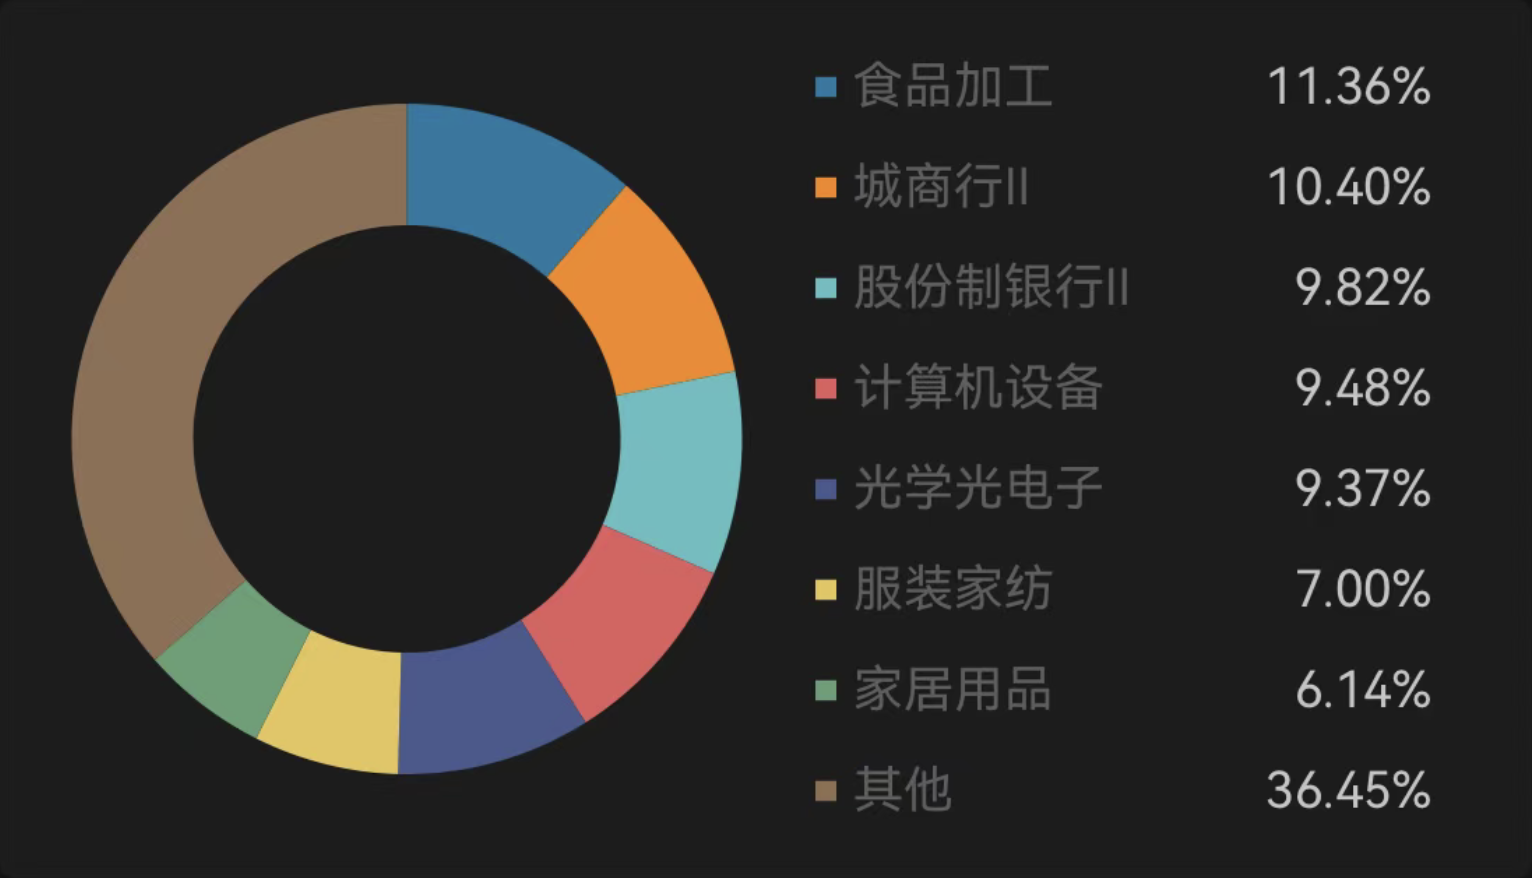 食品加工 11.36%
城商行II 10.40%
股份制银行II 9.82%
计算机设备 9.48%
光学光电子 9.37%
服装家纺 7.00%
家居用品 6.14%
其他 36.45%